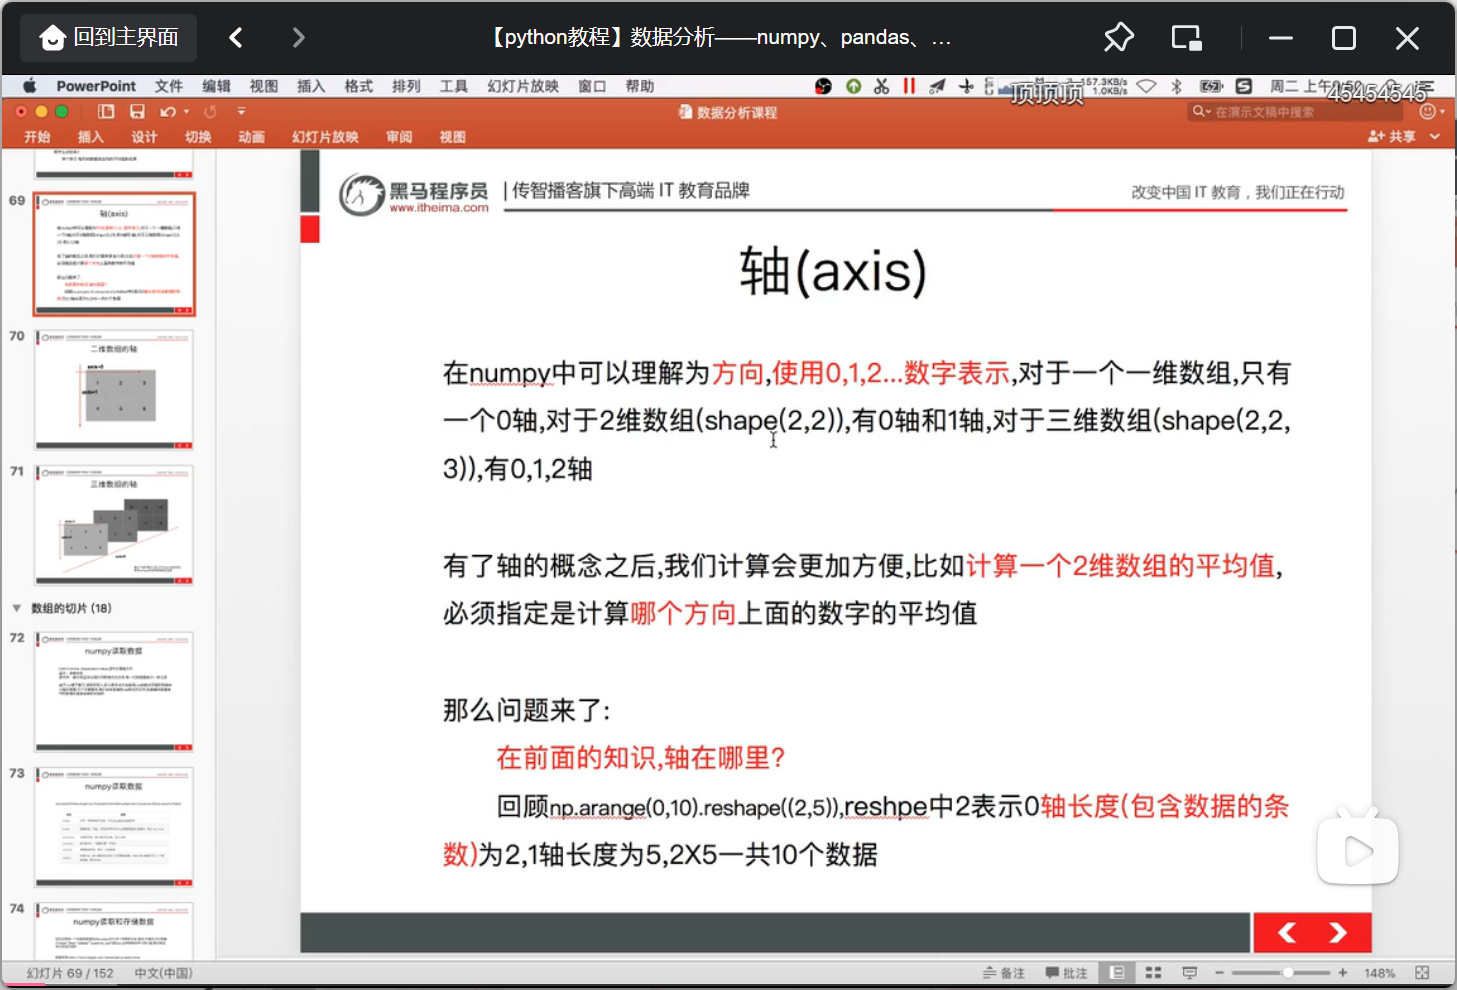 回到主界面
【python教程】数据分析——numpy、pandas、…
PowerPoint 文件 编辑 视图 插入 格式 排列 工具 幻灯片放映 窗口 帮助
157.3KB/s
1.0KB/s
周二 上午
顶顶顶
45454545
数据分析课程
在演示文稿中搜索
开始 插入 设计 切换 动画 幻灯片放映 审阅 视图
共享
69
轴(axis)
70
二维数组的轴
71
三维数组的轴
数组的切片 (18)
72
numpy读取数据
73
numpy读取数据
74
numpy读取和存储数据
黑马程序员
www.itheima.com
传智播客旗下高端 IT 教育品牌
改变中国 IT 教育，我们正在行动
轴(axis)
在numpy中可以理解为方向,使用0,1,2...数字表示,对于一个一维数组,只有
一个0轴,对于2维数组(shape(2,2)),有0轴和1轴,对于三维数组(shape(2,2,
3)),有0,1,2轴
有了轴的概念之后,我们计算会更加方便,比如计算一个2维数组的平均值,
必须指定是计算哪个方向上面的数字的平均值
那么问题来了:
在前面的知识,轴在哪里?
回顾np.arange(0,10).reshape((2,5)),reshpe中2表示0轴长度(包含数据的条
数)为2,1轴长度为5,2X5一共10个数据
幻灯片 69 / 152 中文(中国)
备注 批注 148%